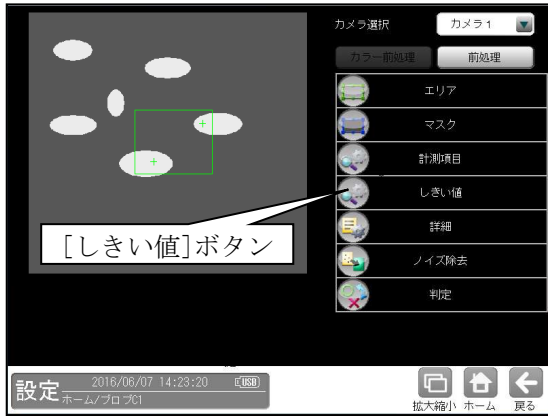 カメラ選択
カメラ1
カラー前処理
前処理
エリア
マスク
計測項目
しきい値
詳細
ノイズ除去
判定
[しきい値]ボタン
設定
2016/06/07 14:23:20
USB
ホーム/ブロブC1
拡大縮小
ホーム
戻る